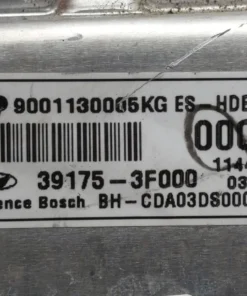 9001130005KG ES HDE
000
1144
39175-3F000 03
ence Bosch BH-CDA03DS000